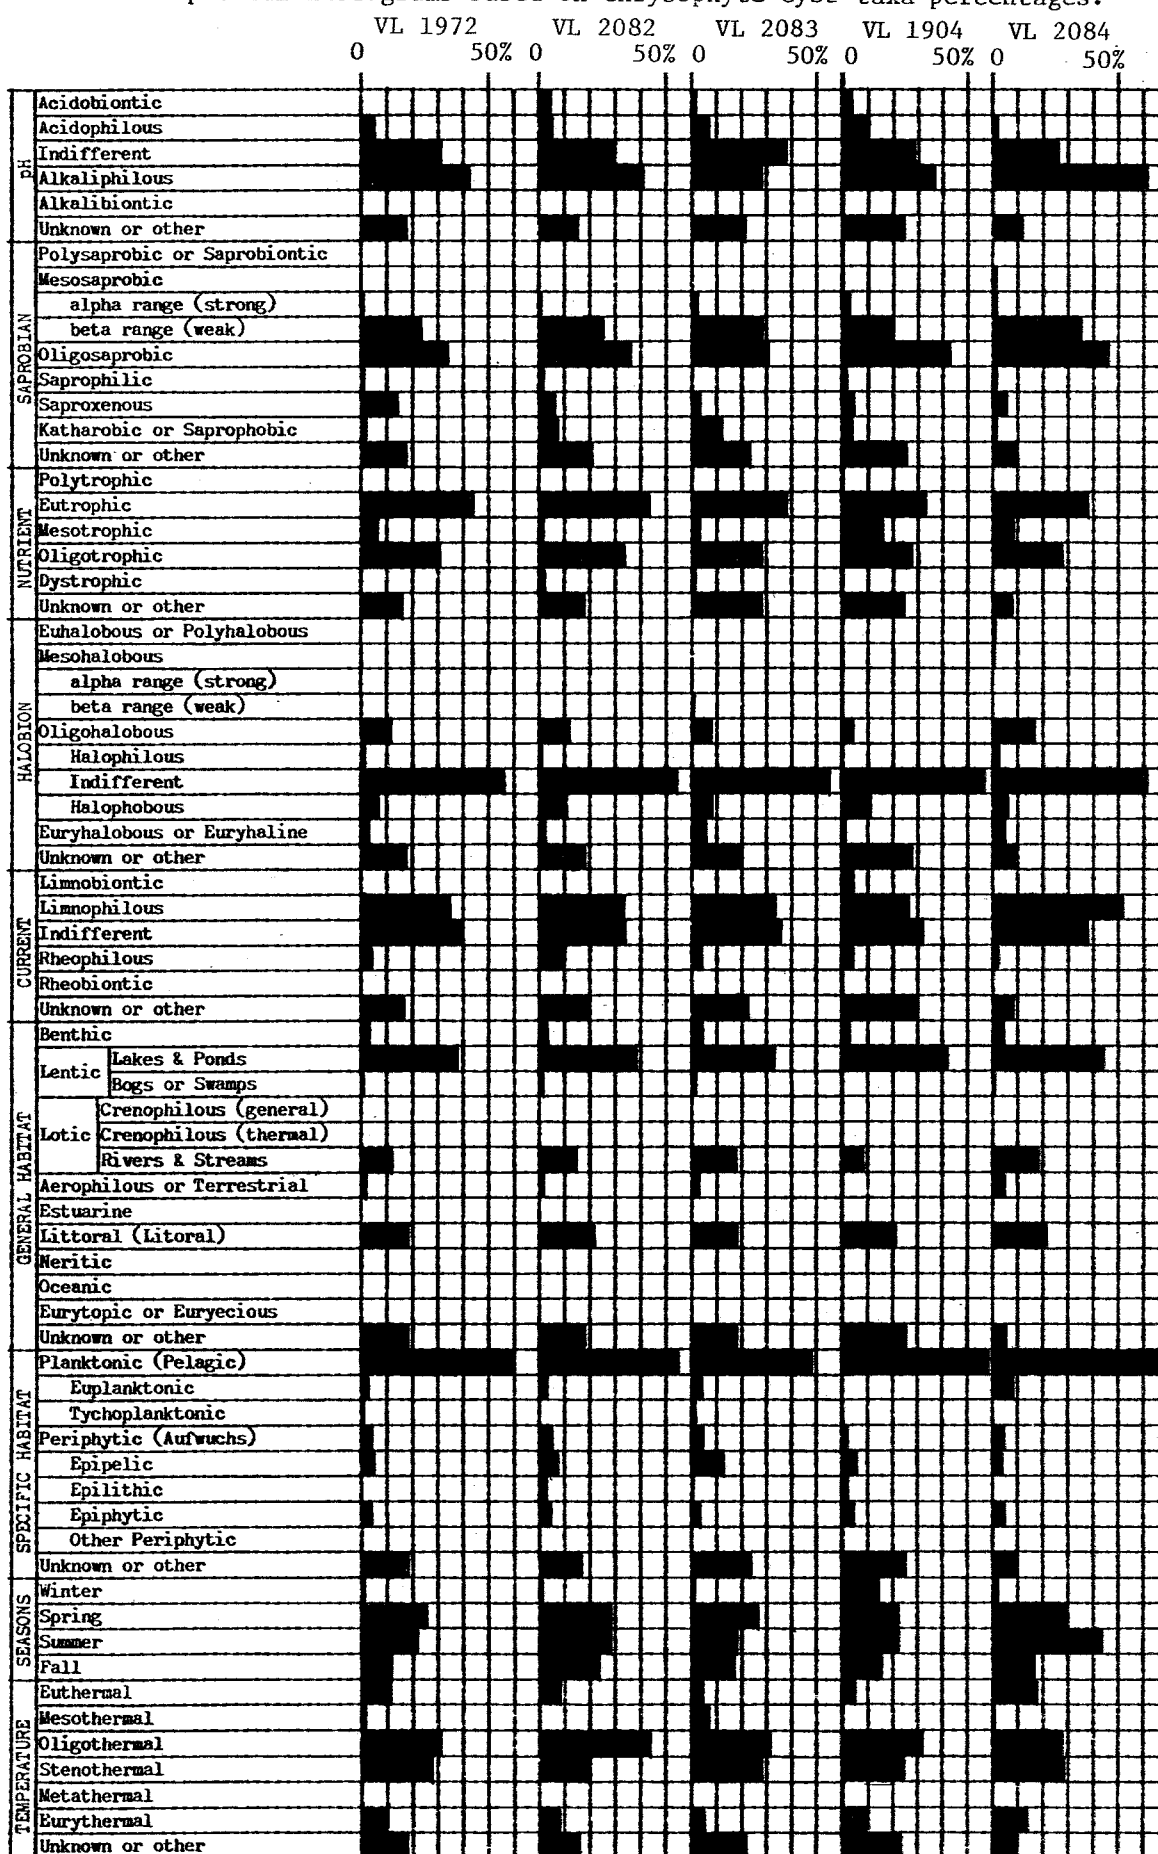 VL 1972 VL 2082 VL 2083 VL 1904 VL 2084
0 50% 0 50% 0 50% 0 50% 0 50%
pH
Acidobiontic
Acidophilous
Indifferent
Alkaliphilous
Alkalibiontic
Unknown or other
SAPROBIAN
Polysaprobic or Saprobiontic
Mesosaprobic
alpha range (strong)
beta range (weak)
Oligosaprobic
Saprophilic
Saproxenous
Katharobic or Saprophobic
Unknown or other
NUTRIENT
Polytrophic
Eutrophic
Mesotrophic
Oligotrophic
Dystrophic
Unknown or other
HALOBION
Euhalobous or Polyhalobous
Mesohalobous
alpha range (strong)
beta range (weak)
Oligohalobous
Halophilous
Indifferent
Halophobous
Euryhalobous or Euryhaline
Unknown or other
CURRENT
Limnobiontic
Limnophilous
Indifferent
Rheophilous
Rheobiontic
Unknown or other
GENERAL HABITAT
Benthic
Lentic
Lakes & Ponds
Bogs or Swamps
Lotic
Crenophilous (general)
Crenophilous (thermal)
Rivers & Streams
Aerophilous or Terrestrial
Estuarine
Littoral (Litoral)
Neritic
Oceanic
Eurytopic or Euryecious
Unknown or other
SPECIFIC HABITAT
Planktonic (Pelagic)
Euplanktonic
Tychoplanktonic
Periphytic (Aufwuchs)
Epipelic
Epilithic
Epiphytic
Other Periphytic
Unknown or other
SEASONS
Winter
Spring
Summer
Fall
TEMPERATURE
Euthermal
Mesothermal
Oligothermal
Stenothermal
Metathermal
Eurythermal
Unknown or other